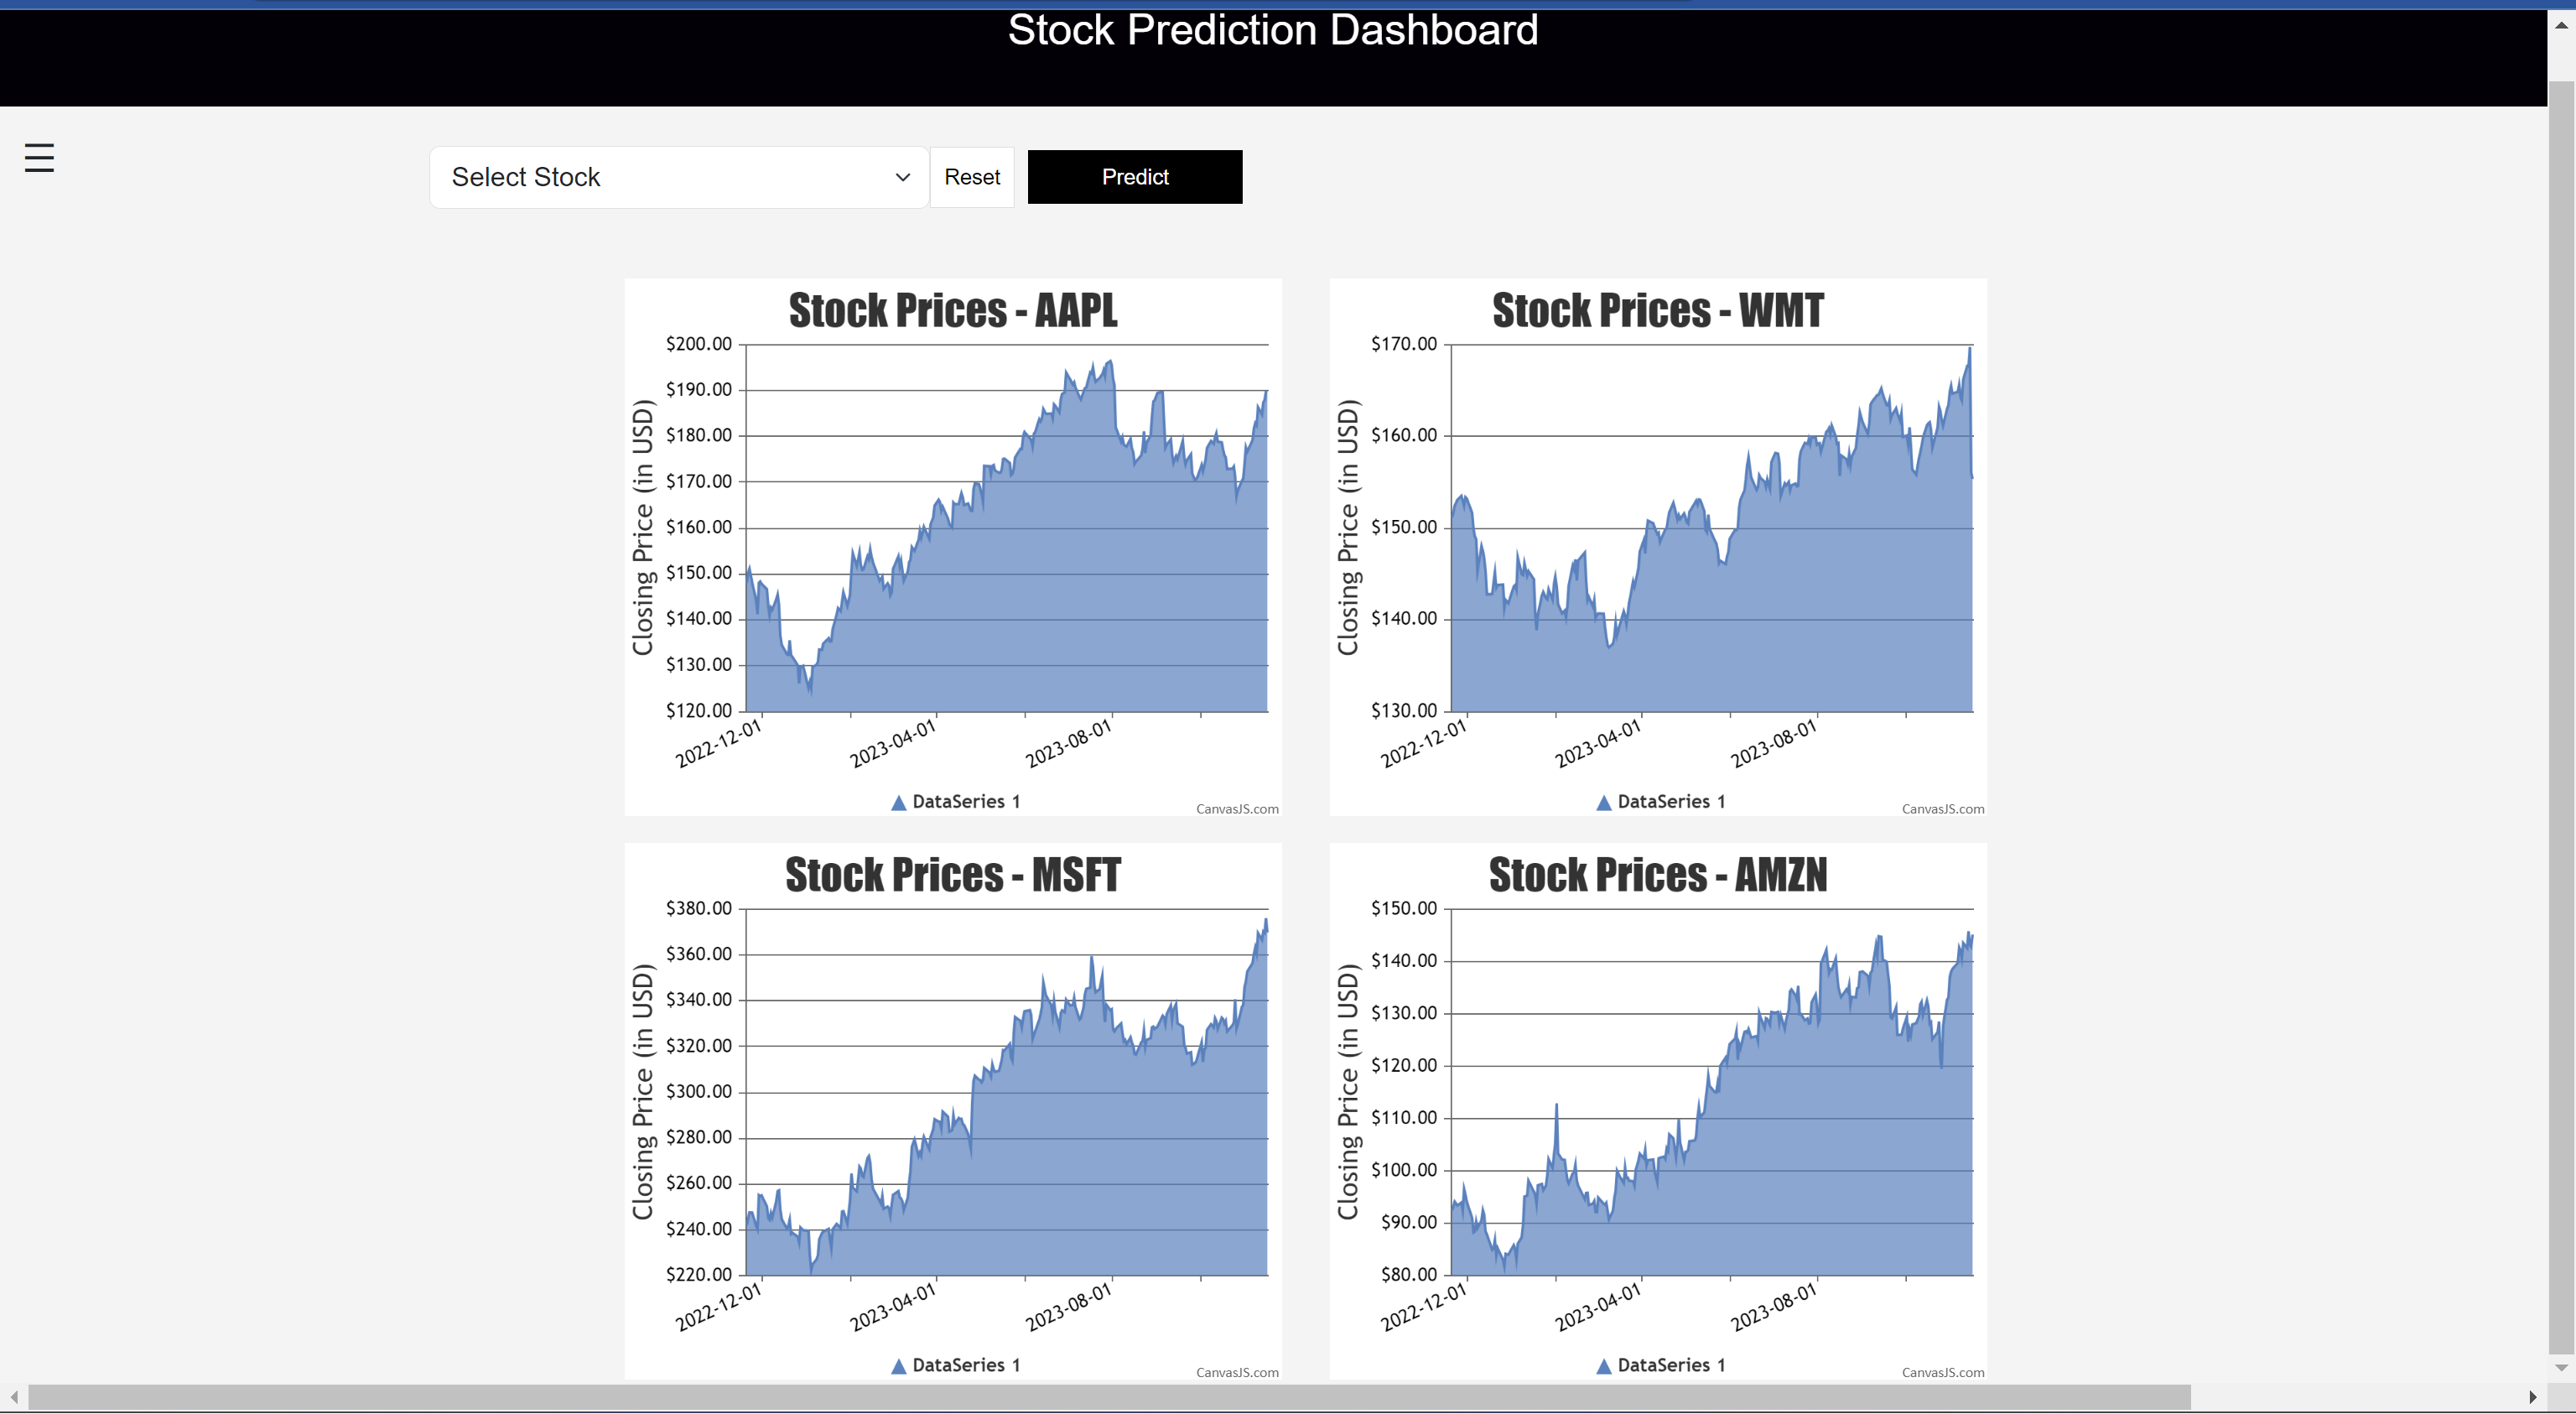 Stock Prediction Dashboard
Select Stock
Reset
Predict
Stock Prices - AAPL
Closing Price (in USD)
$200.00
$190.00
$180.00
$170.00
$160.00
$150.00
$140.00
$130.00
$120.00
2022-12-01
2023-04-01
2023-08-01
DataSeries 1
CanvasJS.com
Stock Prices - WMT
Closing Price (in USD)
$170.00
$160.00
$150.00
$140.00
$130.00
2022-12-01
2023-04-01
2023-08-01
DataSeries 1
CanvasJS.com
Stock Prices - MSFT
Closing Price (in USD)
$380.00
$360.00
$340.00
$320.00
$300.00
$280.00
$260.00
$240.00
$220.00
2022-12-01
2023-04-01
2023-08-01
DataSeries 1
CanvasJS.com
Stock Prices - AMZN
Closing Price (in USD)
$150.00
$140.00
$130.00
$120.00
$110.00
$100.00
$90.00
$80.00
2022-12-01
2023-04-01
2023-08-01
DataSeries 1
CanvasJS.com